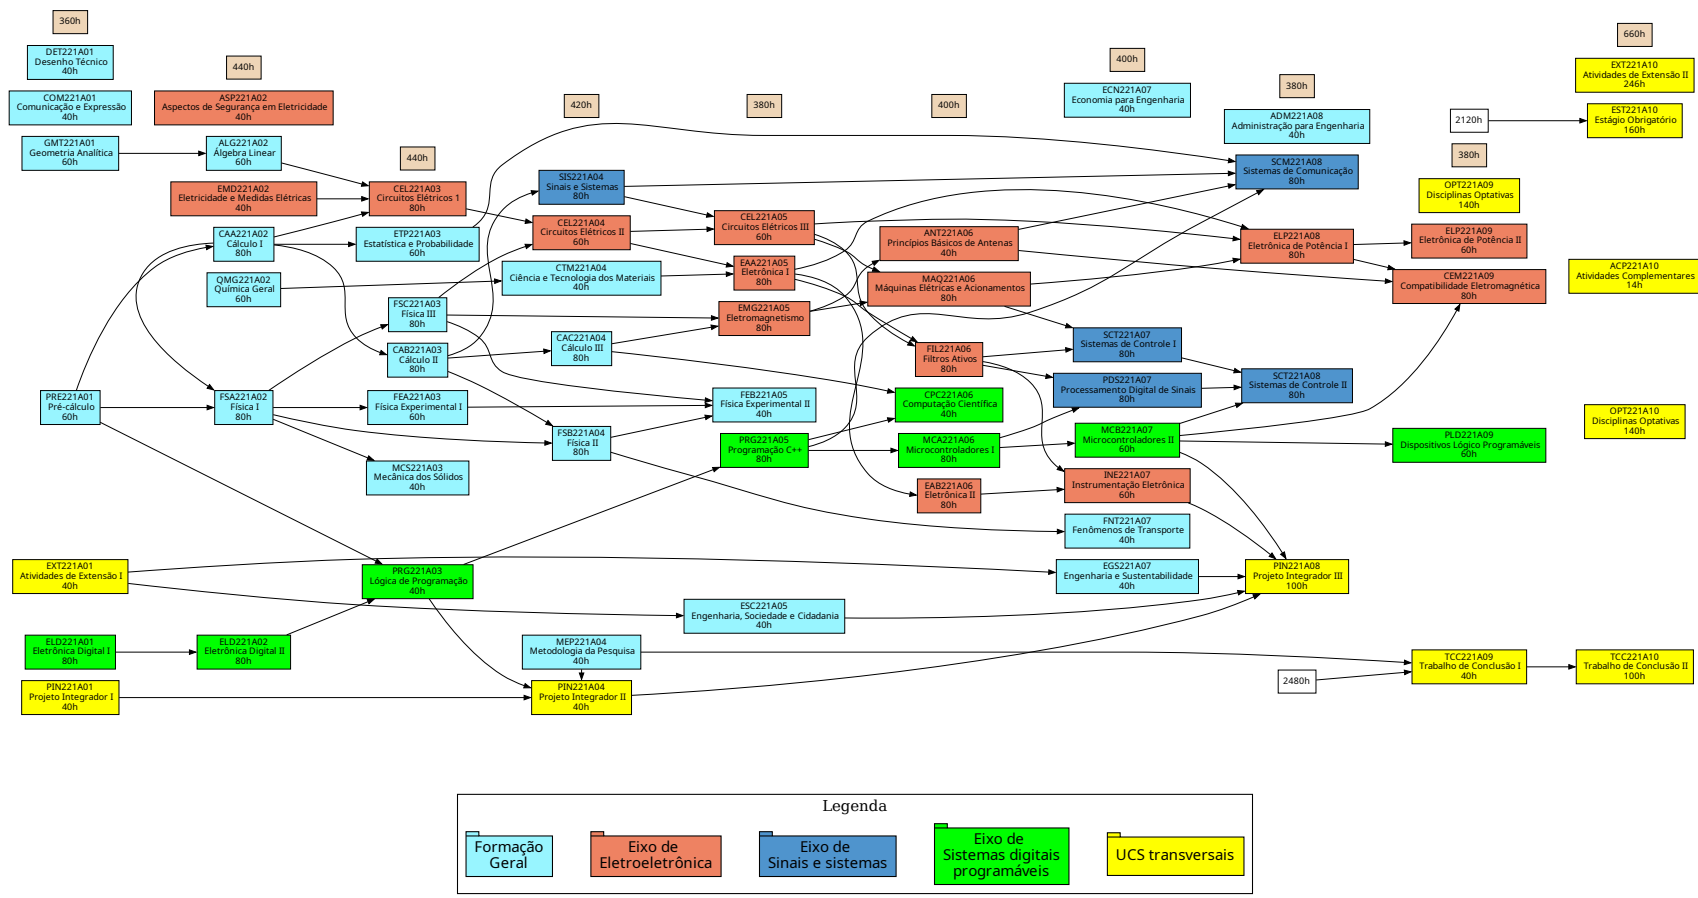 360h
DET221A01
Desenho Técnico
40h
COM221A01
Comunicação e Expressão
40h
GMT221A01
Geometria Analítica
60h
PRE221A01
Pré-cálculo
60h
EXT221A01
Atividades de Extensão I
40h
ELD221A01
Eletrônica Digital I
80h
PIN221A01
Projeto Integrador I
40h
440h
ASP221A02
Aspectos de Segurança em Eletricidade
40h
ALG221A02
Álgebra Linear
60h
EMD221A02
Eletricidade e Medidas Elétricas
40h
CAA221A02
Cálculo I
80h
QMG221A02
Química Geral
60h
FSA221A02
Física I
80h
ELD221A02
Eletrônica Digital II
80h
440h
CEL221A03
Circuitos Elétricos 1
80h
ETP221A03
Estatística e Probabilidade
60h
FSC221A03
Física III
80h
CAB221A03
Cálculo II
80h
FEA221A03
Física Experimental I
60h
MCS221A03
Mecânica dos Sólidos
40h
PRG221A03
Lógica de Programação
40h
420h
SIS221A04
Sinais e Sistemas
80h
CEL221A04
Circuitos Elétricos II
60h
CTM221A04
Ciência e Tecnologia dos Materiais
40h
CAC221A04
Cálculo III
80h
FSB221A04
Física II
80h
MEP221A04
Metodologia da Pesquisa
40h
PIN221A04
Projeto Integrador II
40h
380h
CEL221A05
Circuitos Elétricos III
60h
EAA221A05
Eletrônica I
80h
EMG221A05
Eletromagnetismo
80h
FEB221A05
Física Experimental II
40h
PRG221A05
Programação C++
80h
ESC221A05
Engenharia, Sociedade e Cidadania
40h
400h
ANT221A06
Princípios Básicos de Antenas
40h
MAQ221A06
Máquinas Elétricas e Acionamentos
80h
FIL221A06
Filtros Ativos
80h
CPC221A06
Computação Científica
40h
MCA221A06
Microcontroladores I
80h
EAB221A06
Eletrônica II
80h
400h
ECN221A07
Economia para Engenharia
40h
SCT221A07
Sistemas de Controle I
80h
PDS221A07
Processamento Digital de Sinais
80h
MCB221A07
Microcontroladores II
60h
INE221A07
Instrumentação Eletrônica
60h
FNT221A07
Fenômenos de Transporte
40h
EGS221A07
Engenharia e Sustentabilidade
40h
380h
ADM221A08
Administração para Engenharia
40h
SCM221A08
Sistemas de Comunicação
80h
ELP221A08
Eletrônica de Potência I
80h
SCT221A08
Sistemas de Controle II
80h
PIN221A08
Projeto Integrador III
100h
2480h
2120h
380h
OPT221A09
Disciplinas Optativas
140h
ELP221A09
Eletrônica de Potência II
60h
CEM221A09
Compatibilidade Eletromagnética
80h
PLD221A09
Dispositivos Lógico Programáveis
60h
TCC221A09
Trabalho de Conclusão I
40h
660h
EXT221A10
Atividades de Extensão II
246h
EST221A10
Estágio Obrigatório
160h
ACP221A10
Atividades Complementares
14h
OPT221A10
Disciplinas Optativas
140h
TCC221A10
Trabalho de Conclusão II
100h
Legenda
Formação
Geral
Eixo de
Eletroeletrônica
Eixo de
Sinais e sistemas
Eixo de
Sistemas digitais
programáveis
UCS transversais